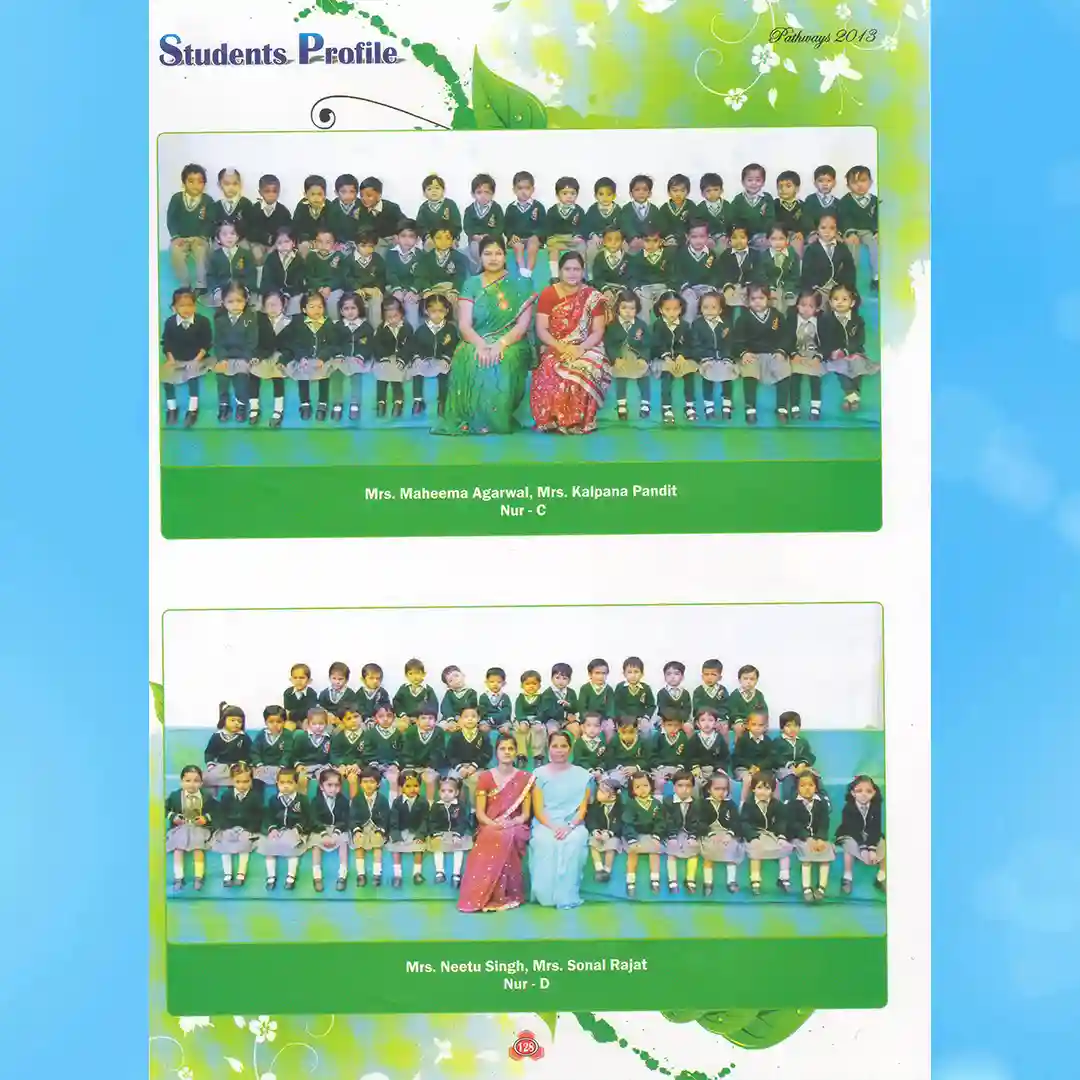 Students Profile
Pathways 2013
Mrs. Maheema Agarwal, Mrs. Kalpana Pandit
Nur - C
Mrs. Neetu Singh, Mrs. Sonal Rajat
Nur - D
128